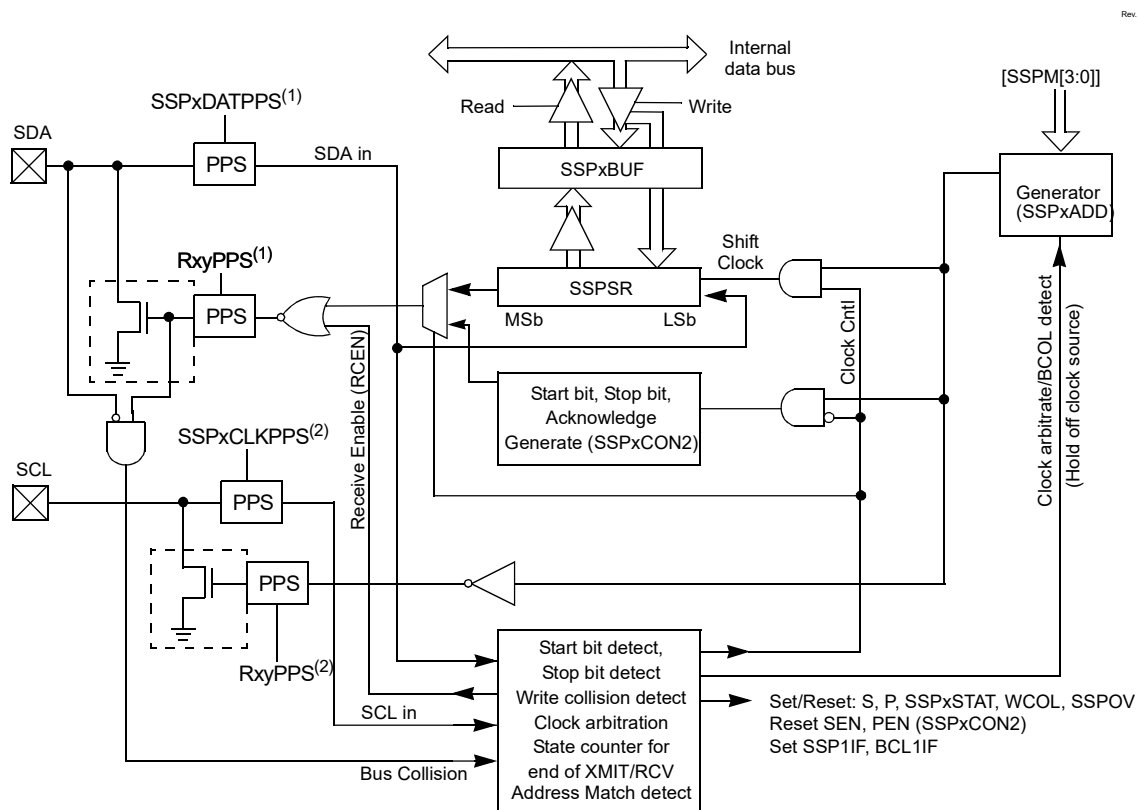 Rev.
Internal
data bus
[SSPM[3:0]]
Read
Write
SSPxDATPPS(1)
SDA
PPS
SDA in
SSPxBUF
Generator
(SSPxADD)
RxyPPS(1)
Shift
Clock
PPS
SSPSR
MSb
LSb
Clock Cntl
Clock arbitrate/BCOL detect
(Hold off clock source)
Receive Enable (RCEN)
Start bit, Stop bit,
Acknowledge
Generate (SSPxCON2)
SSPxCLKPPS(2)
SCL
PPS
PPS
RxyPPS(2)
Start bit detect,
Stop bit detect
Write collision detect
Clock arbitration
State counter for
end of XMIT/RCV
Address Match detect
SCL in
Bus Collision
Set/Reset: S, P, SSPxSTAT, WCOL, SSPOV
Reset SEN, PEN (SSPxCON2)
Set SSP1IF, BCL1IF